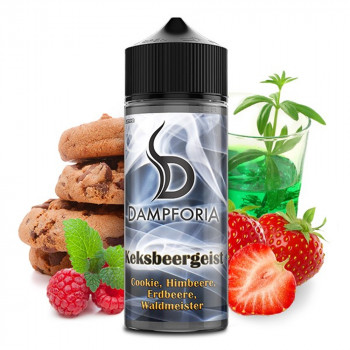 DAMPFORIA
Keksbeergeist
Cookie, Himbeere,
Erdbeere,
Waldmeister